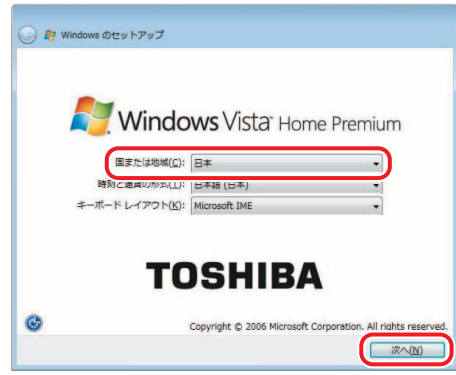 Windows のセットアップ
Windows Vista™ Home Premium
国または地域(C): 日本
時刻と通貨の形式(T): 日本語 (日本)
キーボード レイアウト(K): Microsoft IME
TOSHIBA
Copyright © 2006 Microsoft Corporation. All rights reserved.
次へ(N)